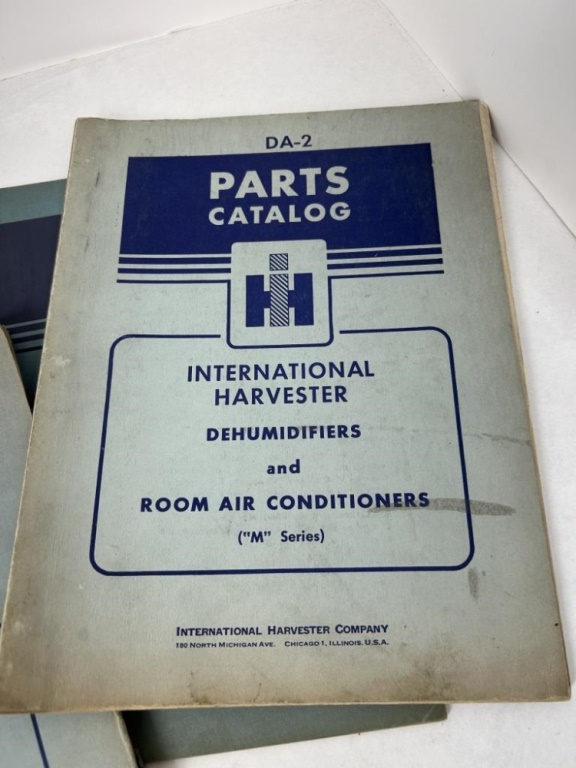 DA-2
PARTS
CATALOG
IH
INTERNATIONAL
HARVESTER
DEHUMIDIFIERS
and
ROOM AIR CONDITIONERS
("M" Series)
INTERNATIONAL HARVESTER COMPANY
180 NORTH MICHIGAN AVE. CHICAGO 1, ILLINOIS, U.S.A.